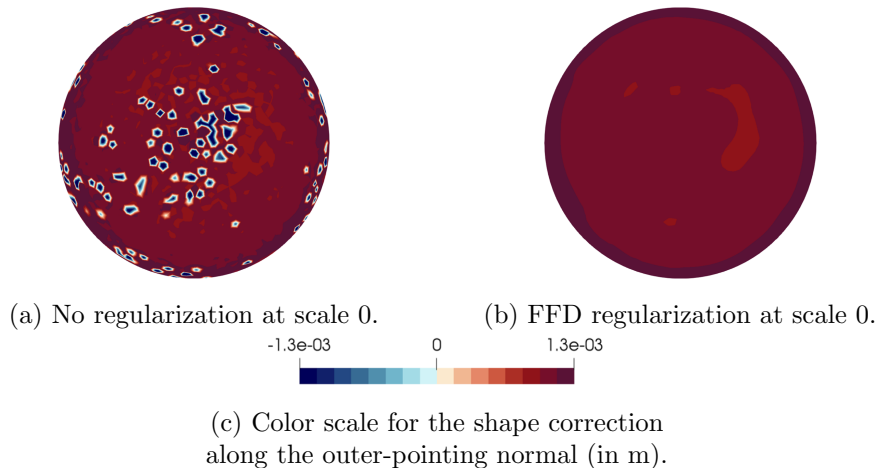 (a) No regularization at scale 0.
(b) FFD regularization at scale 0.
-1.3e-03 0 1.3e-03
(c) Color scale for the shape correction
along the outer-pointing normal (in m).